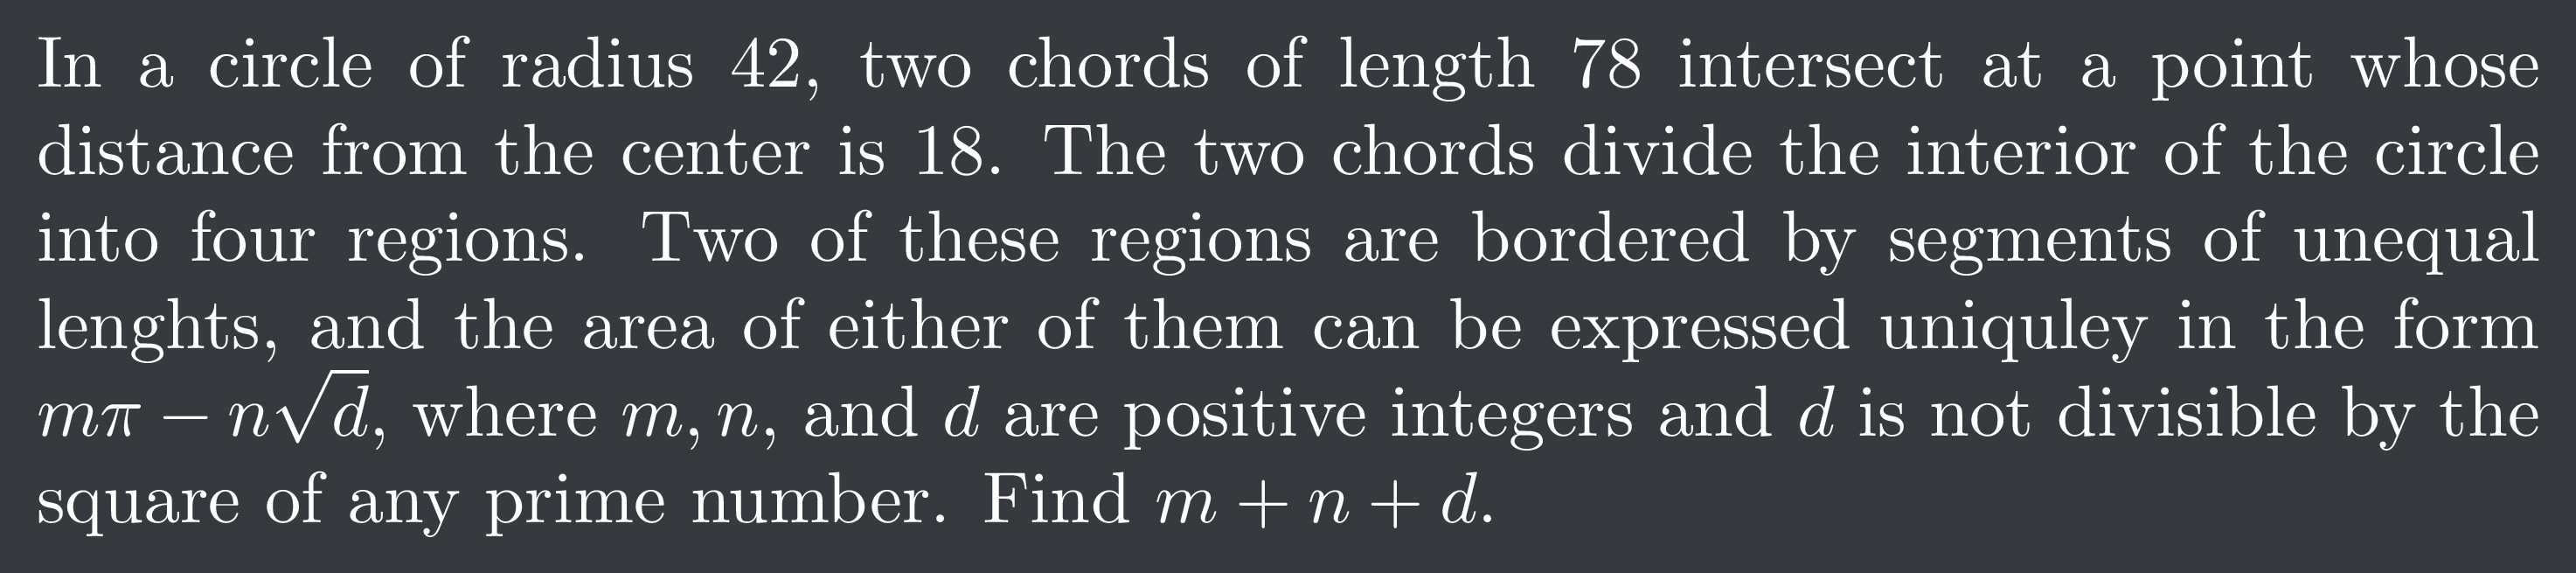 In a circle of radius 42, two chords of length 78 intersect at a point whose
distance from the center is 18. The two chords divide the interior of the circle
into four regions. Two of these regions are bordered by segments of unequal
lenghts, and the area of either of them can be expressed uniquley in the form
$m\pi - n\sqrt{d}$, where $m, n,$ and $d$ are positive integers and $d$ is not divisible by the
square of any prime number. Find $m + n + d$.